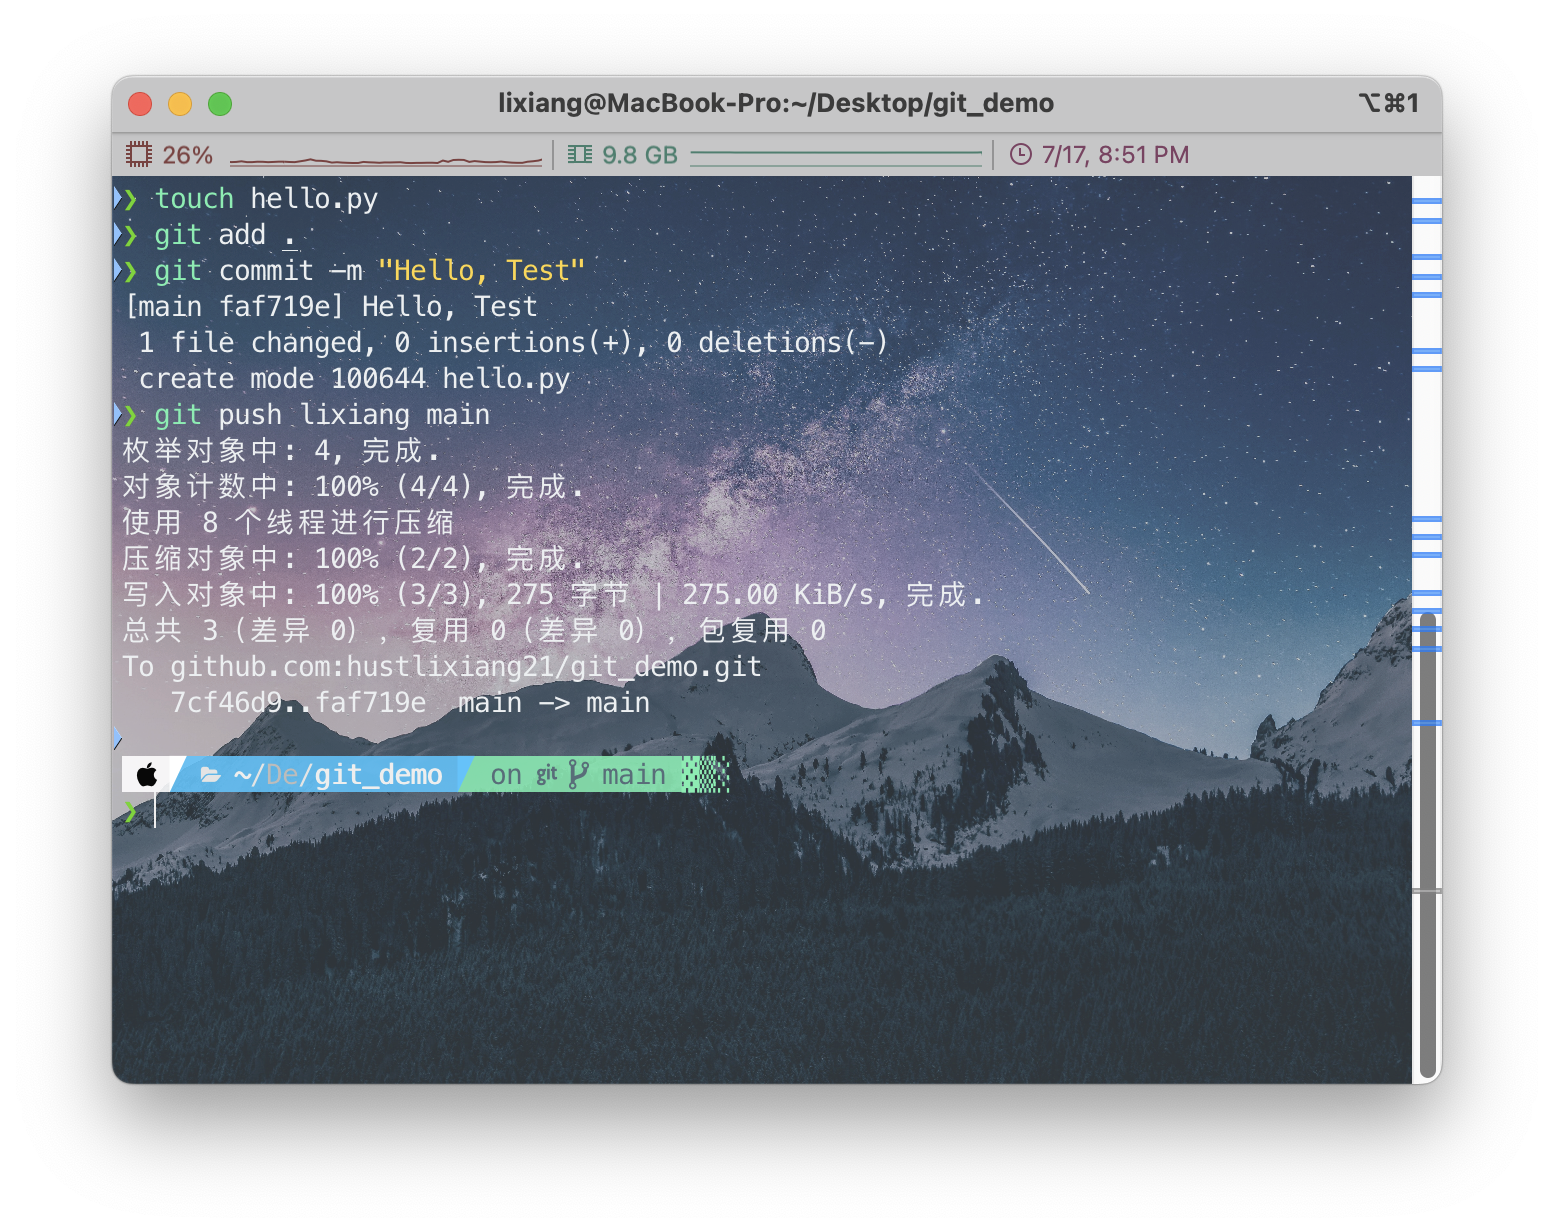 lixiang@MacBook-Pro:~/Desktop/git_demo ⌥⌘1
26% 9.8 GB 7/17, 8:51 PM
❯ touch hello.py
❯ git add .
❯ git commit -m "Hello, Test"
[main faf719e] Hello, Test
1 file changed, 0 insertions(+), 0 deletions(-)
create mode 100644 hello.py
❯ git push lixiang main
枚举对象中: 4, 完成.
对象计数中: 100% (4/4), 完成.
使用 8 个线程进行压缩
压缩对象中: 100% (2/2), 完成.
写入对象中: 100% (3/3), 275 字节 | 275.00 KiB/s, 完成.
总共 3（差异 0），复用 0（差异 0），包复用 0
To github.com:hustlixiang21/git_demo.git
7cf46d9..faf719e  main -> main
~/De/git_demo on git main
❯